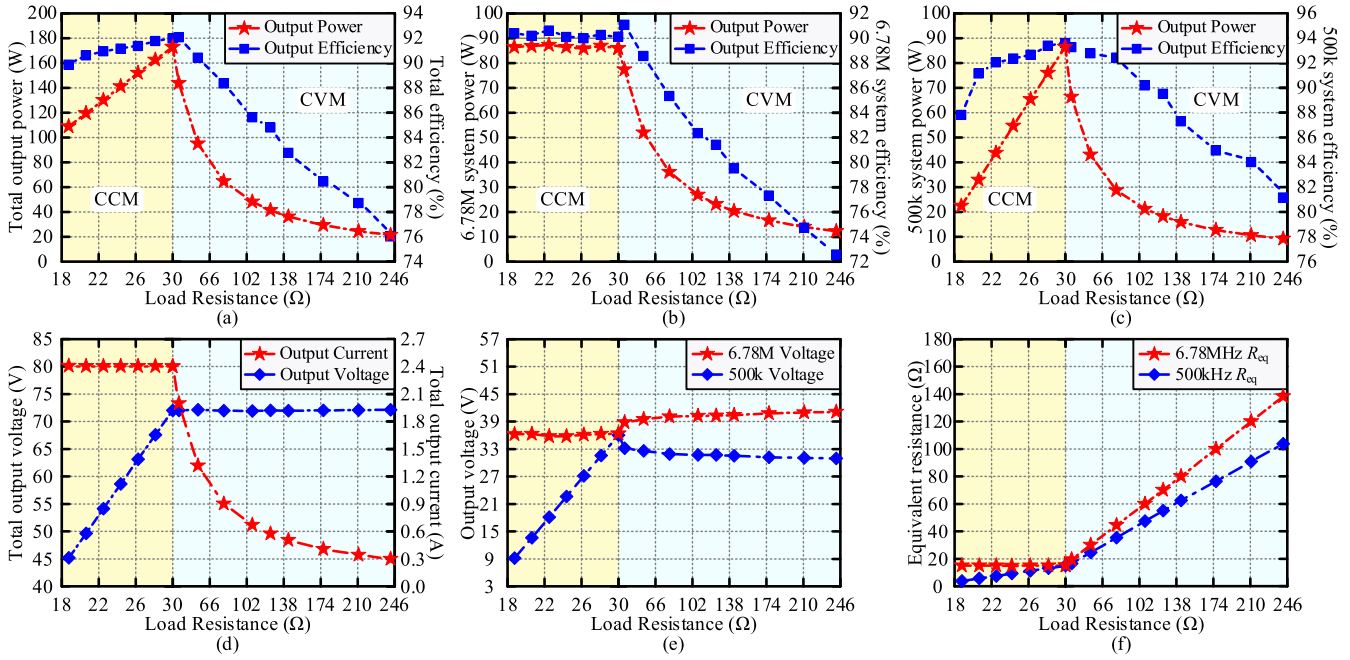 Total output power (W)
200
180
160
140
120
100
80
60
40
20
0
Output Power
Output Efficiency
CVM
CCM
94
92
90
88
86
84
82
80
78
76
74
Total efficiency (%)
18 22 26 30 66 102 138 174 210 246
Load Resistance (Ω)
(a)
6.78M system power (W)
100
90
80
70
60
50
40
30
20
10
0
Output Power
Output Efficiency
CVM
CCM
92
90
88
86
84
82
80
78
76
74
72
6.78M system efficiency (%)
18 22 26 30 66 102 138 174 210 246
Load Resistance (Ω)
(b)
500k system power (W)
100
90
80
70
60
50
40
30
20
10
0
Output Power
Output Efficiency
CVM
CCM
96
94
92
90
88
86
84
82
80
78
76
500k system efficiency (%)
18 22 26 30 66 102 138 174 210 246
Load Resistance (Ω)
(c)
Total output voltage (V)
85
80
75
70
65
60
55
50
45
40
Output Current
Output Voltage
2.7
2.4
2.1
1.8
1.5
1.2
0.9
0.6
0.3
0.0
Total output current (A)
18 22 26 30 66 102 138 174 210 246
Load Resistance (Ω)
(d)
Output voltage (V)
57
51
45
39
33
27
21
15
9
3
6.78M Voltage
500k Voltage
18 22 26 30 66 102 138 174 210 246
Load Resistance (Ω)
(e)
Equivalent resistance (Ω)
180
160
140
120
100
80
60
40
20
0
6.78MHz Req
500kHz Req
18 22 26 30 66 102 138 174 210 246
Load Resistance (Ω)
(f)